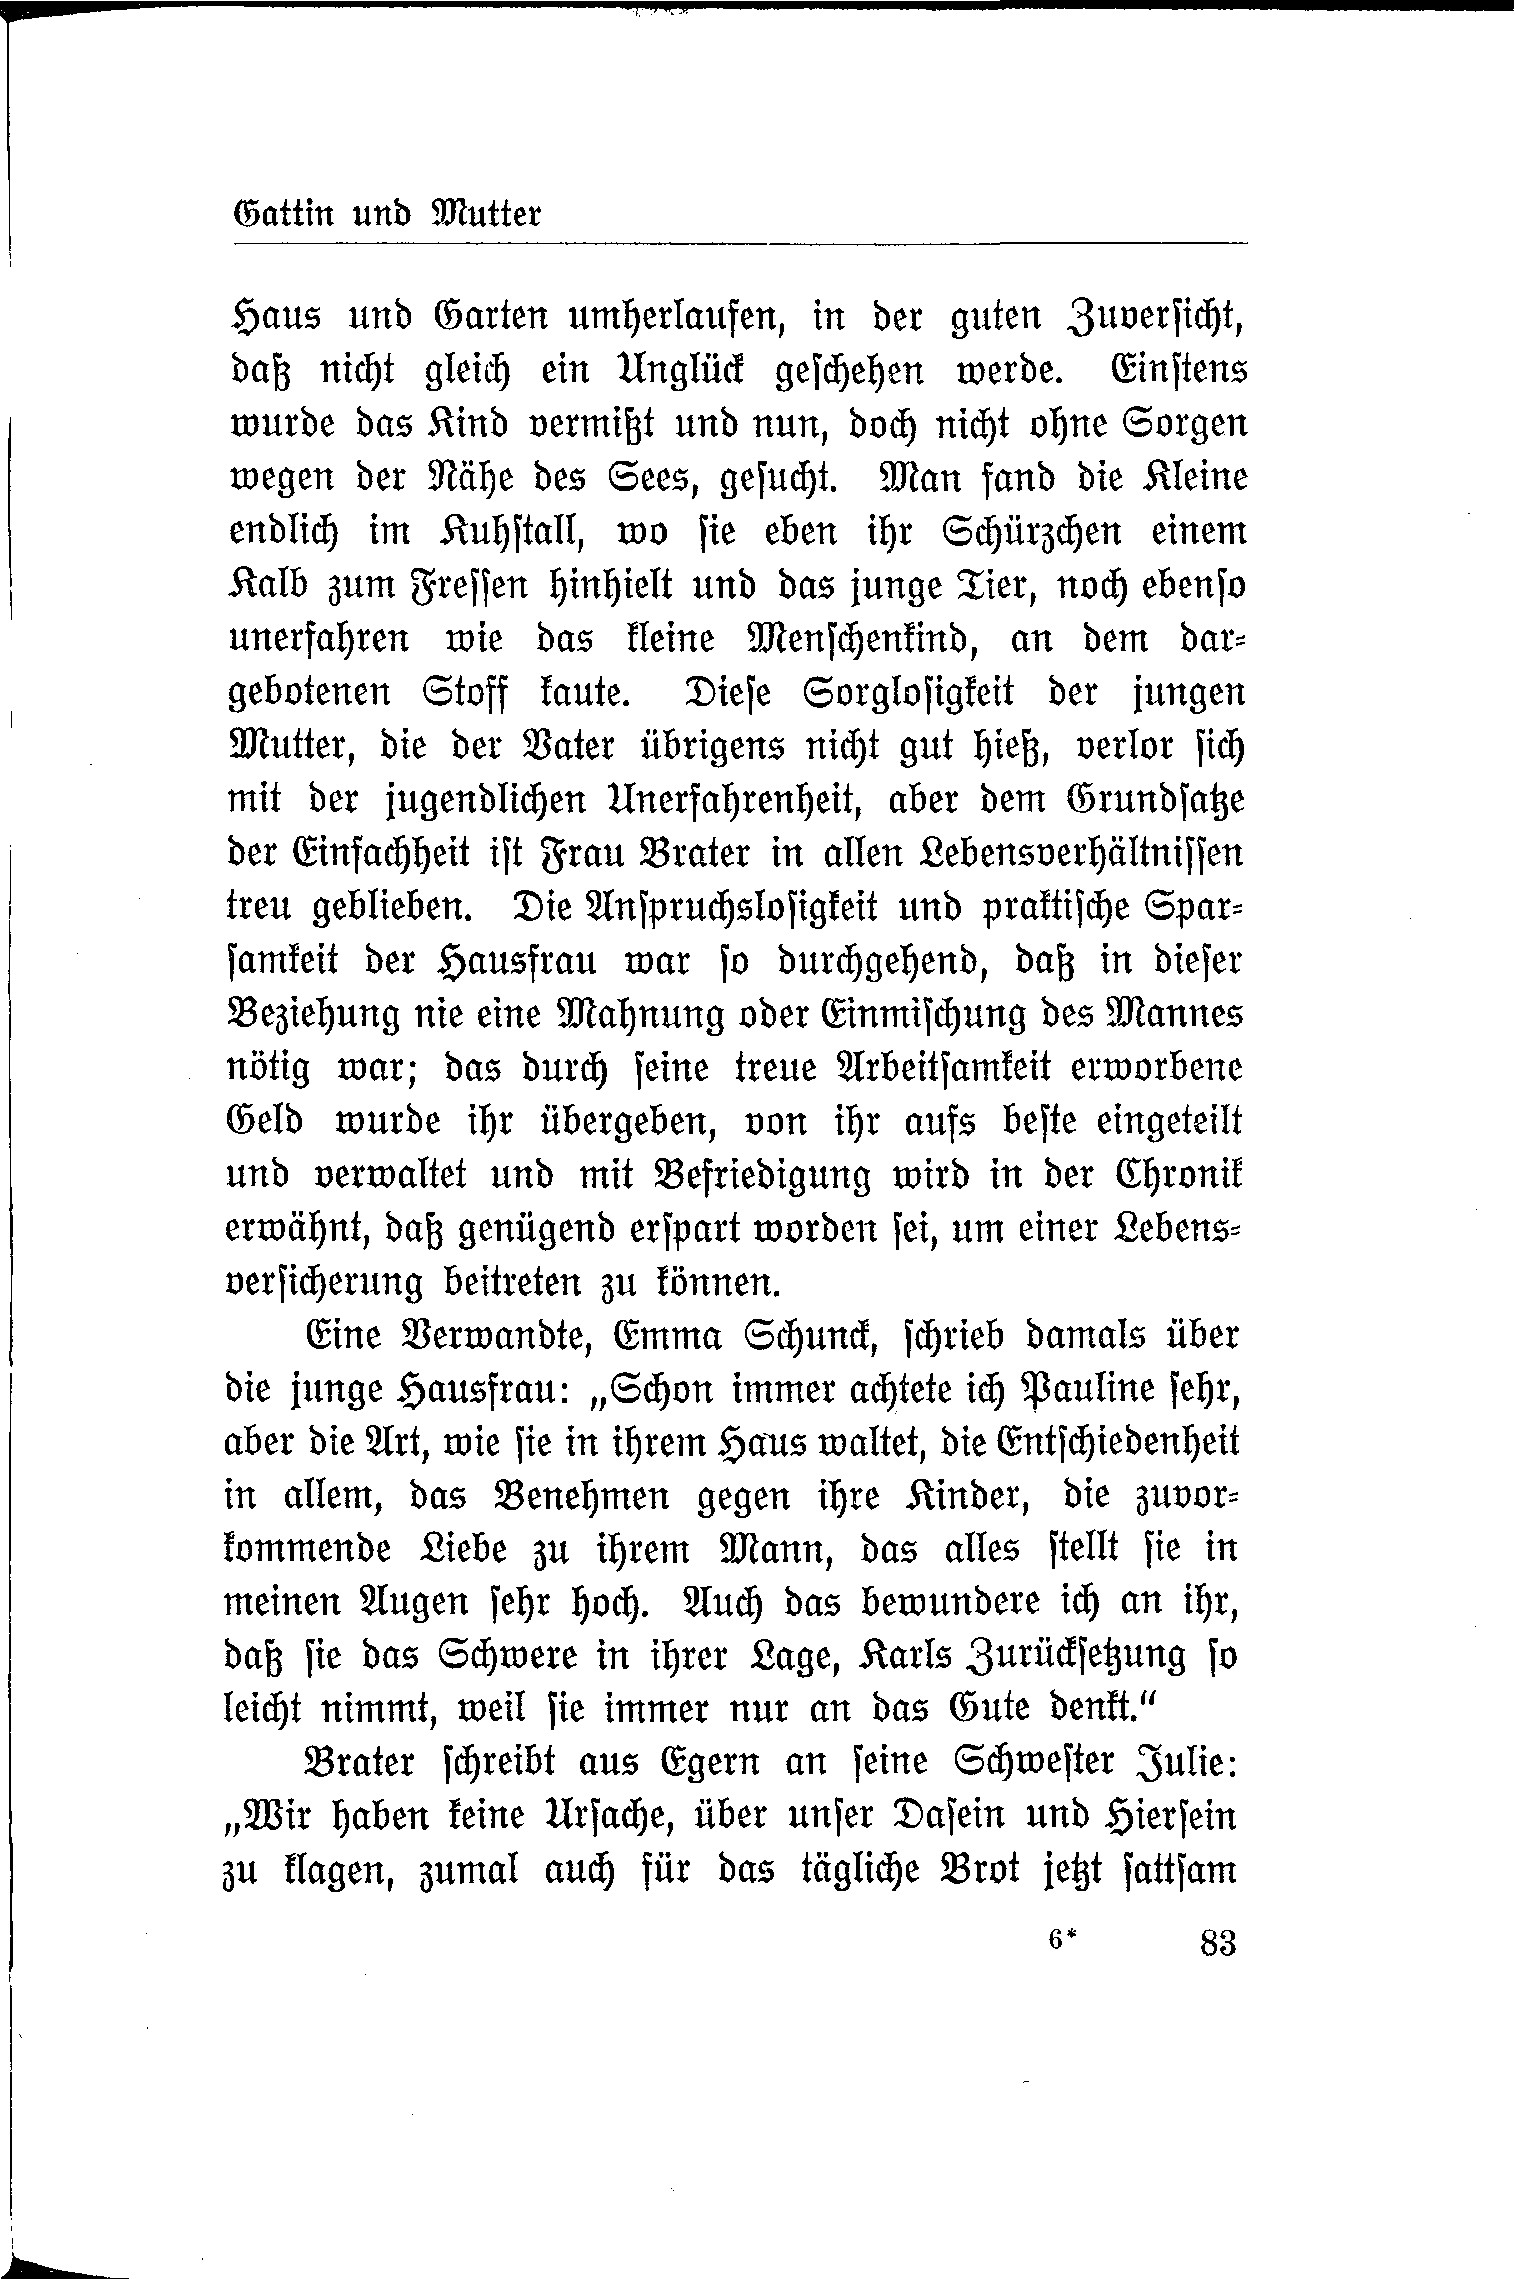 Gattin und Mutter
Haus und Garten umherlaufen, in der guten Zuversicht,
daß nicht gleich ein Unglück geschehen werde. Einstens
wurde das Kind vermißt und nun, doch nicht ohne Sorgen
wegen der Nähe des Sees, gesucht. Man fand die Kleine
endlich im Kuhstall, wo sie eben ihr Schürzchen einem
Kalb zum Fressen hinhielt und das junge Tier, noch ebenso
unerfahren wie das kleine Menschenkind, an dem dar-
gebotenen Stoff kaute. Diese Sorglosigkeit der jungen
Mutter, die der Vater übrigens nicht gut hieß, verlor sich
mit der jugendlichen Unerfahrenheit, aber dem Grundsatze
der Einfachheit ist Frau Brater in allen Lebensverhältnissen
treu geblieben. Die Anspruchslosigkeit und praktische Spar-
samkeit der Hausfrau war so durchgehend, daß in dieser
Beziehung nie eine Mahnung oder Einmischung des Mannes
nötig war; das durch seine treue Arbeitsamkeit erworbene
Geld wurde ihr übergeben, von ihr aufs beste eingeteilt
und verwaltet und mit Befriedigung wird in der Chronik
erwähnt, daß genügend erspart worden sei, um einer Lebens-
versicherung beitreten zu können.
Eine Verwandte, Emma Schunck, schrieb damals über
die junge Hausfrau: „Schon immer achtete ich Pauline sehr,
aber die Art, wie sie in ihrem Haus waltet, die Entschiedenheit
in allem, das Benehmen gegen ihre Kinder, die zuvor-
kommende Liebe zu ihrem Mann, das alles stellt sie in
meinen Augen sehr hoch. Auch das bewundere ich an ihr,
daß sie das Schwere in ihrer Lage, Karls Zurücksetzung so
leicht nimmt, weil sie immer nur an das Gute denkt.“
Brater schreibt aus Egern an seine Schwester Julie:
„Wir haben keine Ursache, über unser Dasein und Hiersein
zu klagen, zumal auch für das tägliche Brot jetzt sattsam
6* 83